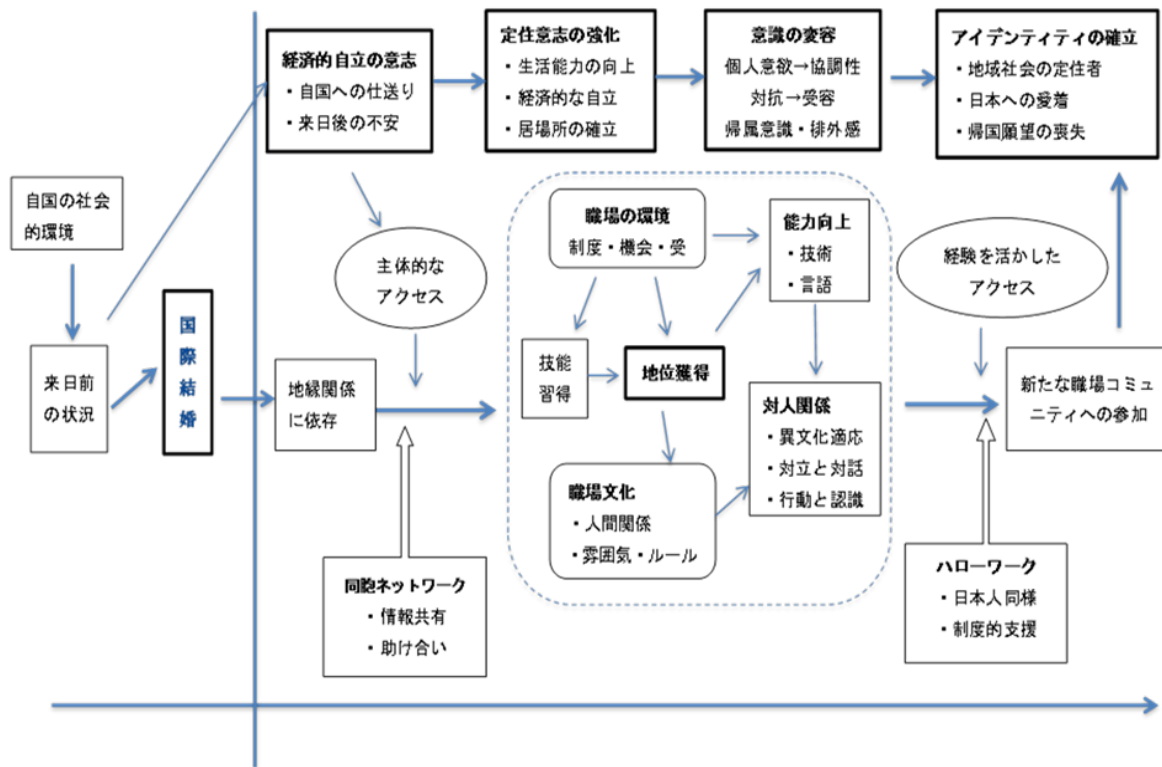 経済的自立の意志
・自国への仕送り
・来日後の不安
定住意志の強化
・生活能力の向上
・経済的な自立
・居場所の確立
意識の変容
個人意欲→協調性
対抗→受容
帰属意識・排外感
アイデンティティの確立
・地域社会の定住者
・日本への愛着
・帰国願望の喪失
自国の社会
的環境
来日前
の状況
国
際
結
婚
主体的な
アクセス
地縁関係
に依存
同胞ネットワーク
・情報共有
・助け合い
職場の環境
制度・機会・受
技能
習得
地位獲得
能力向上
・技術
・言語
職場文化
・人間関係
・雰囲気・ルール
対人関係
・異文化適応
・対立と対話
・行動と認識
経験を活かした
アクセス
新たな職場コミュ
ニティへの参加
ハローワーク
・日本人同様
・制度的支援